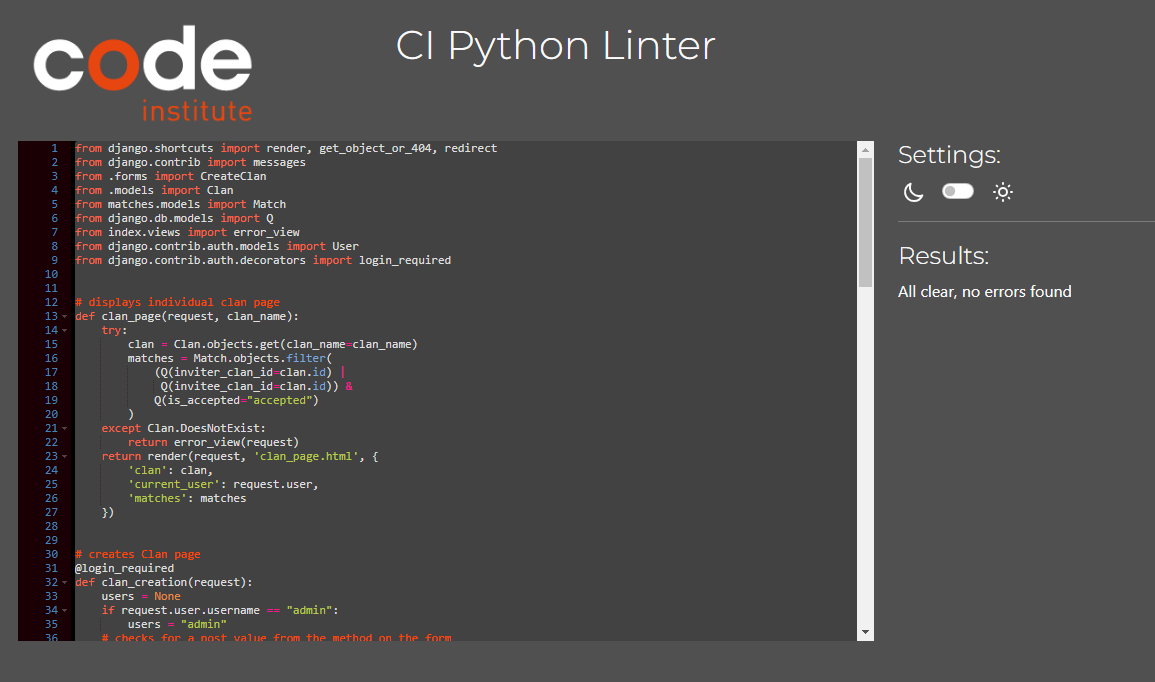 code
institute
CI Python Linter
1 from django.shortcuts import render, get_object_or_404, redirect
2 from django.contrib import messages
3 from .forms import CreateClan
4 from .models import Clan
5 from matches.models import Match
6 from django.db.models import Q
7 from index.views import error_view
8 from django.contrib.auth.models import User
9 from django.contrib.auth.decorators import login_required
10
11
12 # displays individual clan page
13 def clan_page(request, clan_name):
14     try:
15         clan = Clan.objects.get(clan_name=clan_name)
16         matches = Match.objects.filter(
17             (Q(inviter_clan_id=clan.id) |
18              Q(invitee_clan_id=clan.id)) &
19             Q(is_accepted="accepted")
20         )
21     except Clan.DoesNotExist:
22         return error_view(request)
23     return render(request, 'clan_page.html', {
24         'clan': clan,
25         'current_user': request.user,
26         'matches': matches
27     })
28
29
30 # creates Clan page
31 @login_required
32 def clan_creation(request):
33     users = None
34     if request.user.username == "admin":
35         users = "admin"
36     # checks for a post value from the method on the form
Settings:
Results:
All clear, no errors found